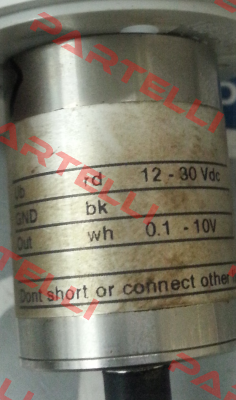 PARTELLI
PARTELLI
PARTELLI
Ub rd 12 - 30 Vdc
GND bk
Out wh 0.1 - 10V
Dont short or connect other